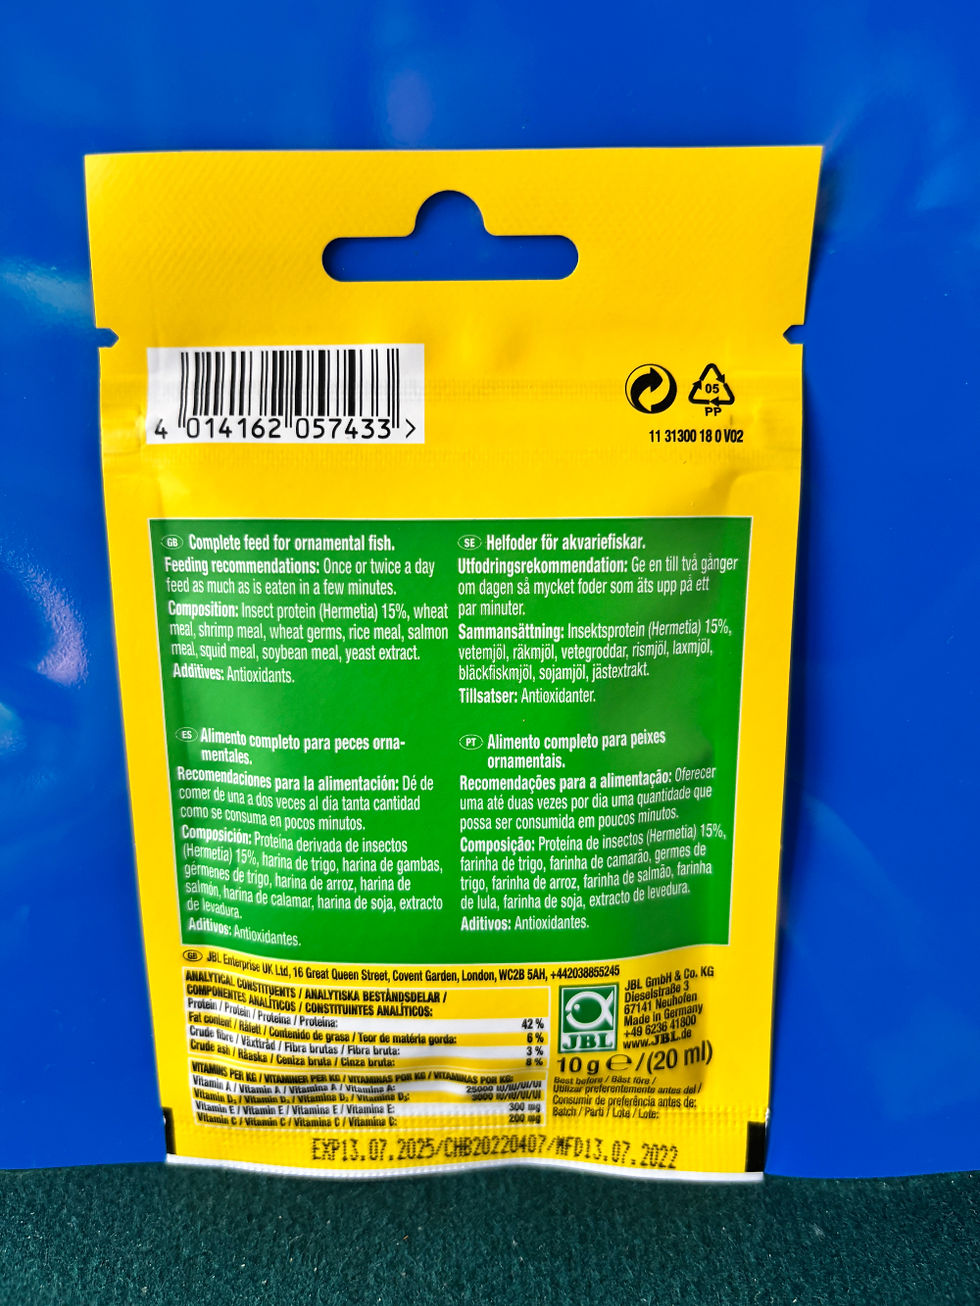 4 014162 057433 >
05
PP
11 31300 18 0 V02
GB Complete feed for ornamental fish.
Feeding recommendations: Once or twice a day
feed as much as is eaten in a few minutes.
Composition: Insect protein (Hermetia) 15%, wheat
meal, shrimp meal, wheat germs, rice meal, salmon
meal, squid meal, soybean meal, yeast extract.
Additives: Antioxidants.
SE Helfoder för akvariefiskar.
Utfodringsrekommendation: Ge en till två gånger
om dagen så mycket foder som äts upp på ett
par minuter.
Sammansättning: Insektsprotein (Hermetia) 15%,
vetemjöl, räkmjöl, vetegroddar, rismjöl, laxmjöl,
bläckfiskmjöl, sojamjöl, jästextrakt.
Tillsatser: Antioxidanter.
ES Alimento completo para peces orna-
mentales.
Recomendaciones para la alimentación: Dé de
comer de una a dos veces al día tanta cantidad
como se consuma en pocos minutos.
Composición: Proteína derivada de insectos
(Hermetia) 15%, harina de trigo, harina de gambas,
gérmenes de trigo, harina de arroz, harina de
salmón, harina de calamar, harina de soja, extracto
de levadura.
Aditivos: Antioxidantes.
PT Alimento completo para peixes
ornamentais.
Recomendações para a alimentação: Oferecer
uma até duas vezes por dia uma quantidade que
possa ser consumida em poucos minutos.
Composição: Proteína de insectos (Hermetia) 15%,
farinha de trigo, farinha de camarão, germes de
trigo, farinha de arroz, farinha de salmão, farinha
de lula, farinha de soja, extracto de levedura.
Aditivos: Antioxidantes.
GB JBL Enterprise UK Ltd, 16 Great Queen Street, Covent Garden, London, WC2B 5AH, +442038855245
ANALYTICAL CONSTITUENTS / ANALYTISKA BESTÅNDSDELAR /
COMPONENTES ANALÍTICOS / CONSTITUINTES ANALÍTICOS:
Protein / Protein / Proteína / Proteína: 42 %
Fat content / Råfett / Contenido de grasa / Teor de matéria gorda: 6 %
Crude fibre / Växttråd / Fibra brutas / Fibra bruta: 3 %
Crude ash / Råaska / Ceniza bruta / Cinza bruta: 8 %
VITAMINS PER KG / VITAMINER PER KG / VITAMINAS POR KG / VITAMINAS POR KG:
Vitamin A / Vitamin A / Vitamina A / Vitamina A: 25000 IU/IU/UI/UI
Vitamin D3 / Vitamin D3 / Vitamina D3 / Vitamina D3: 3000 IU/IU/UI/UI
Vitamin E / Vitamin E / Vitamina E / Vitamina E: 300 mg
Vitamin C / Vitamin C / Vitamina C / Vitamina C: 200 mg
JBL
JBL GmbH & Co. KG
Dieselstraße 3
67141 Neuhofen
Made in Germany
+49 6236 41800
www.JBL.de
10 g e / (20 ml)
Best before / Bäst före /
Utilizar preferentemente antes del /
Consumir de preferência antes de:
Batch / Parti / Lote / Lote:
EXP13.07.2025/CHB20220407/MFD13.07.2022